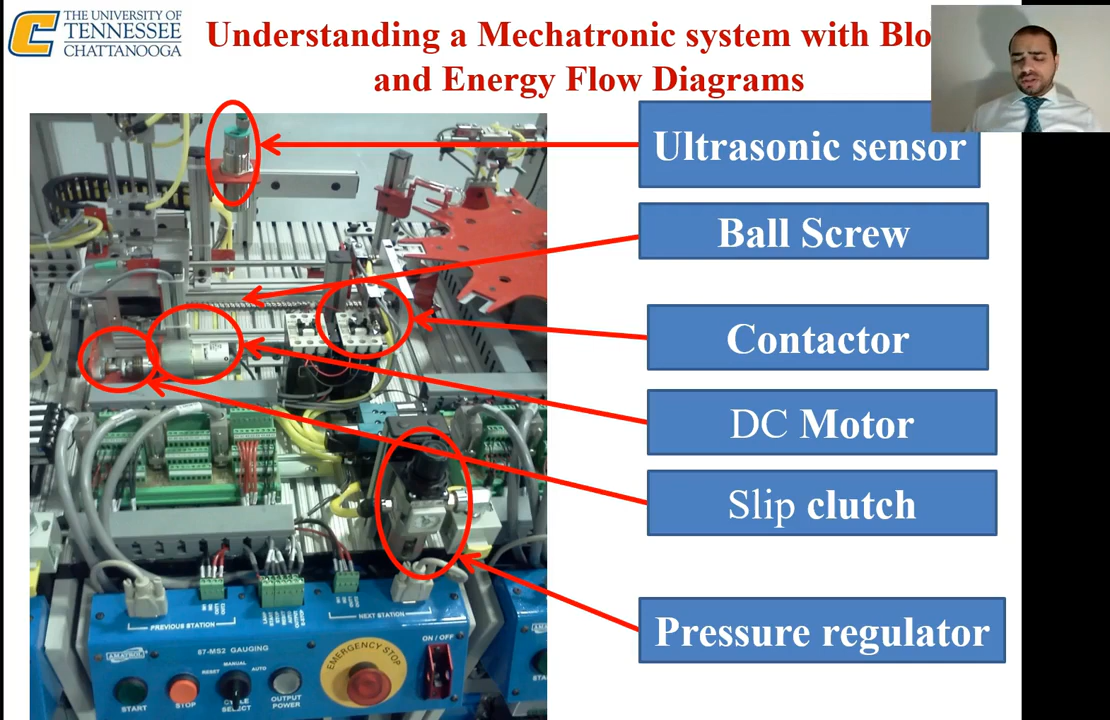 THE UNIVERSITY OF
TENNESSEE
CHATTANOOGA
Understanding a Mechatronic system with Blo
and Energy Flow Diagrams
Ultrasonic sensor
Ball Screw
Contactor
DC Motor
Slip clutch
Pressure regulator
PREVIOUS STATION
NEXT STATION
AMATROL
87-MS2 GAUGING
MANUAL
RESET
AUTO
START
STOP
CYCLE
SELECT
OUTPUT
POWER
EMERGENCY STOP
ON / OFF